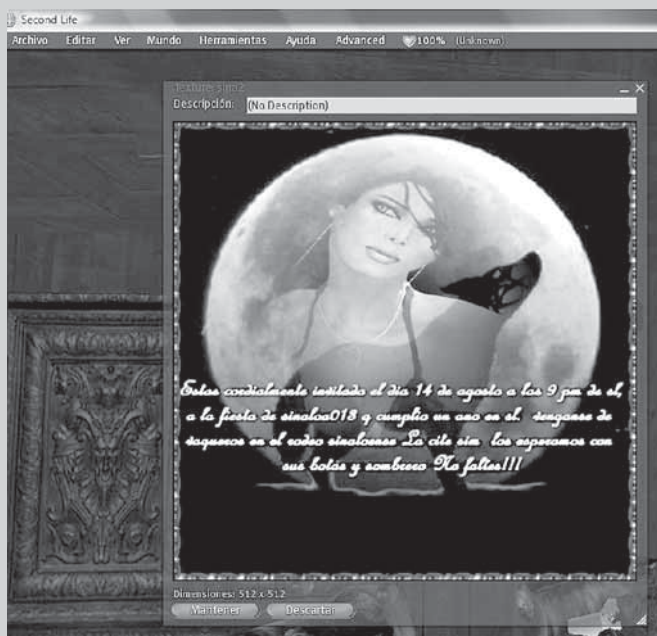 Second Life
Archivo Editar Ver Mundo Herramientas Ayuda Advanced 100% (Unknown)
Texture: sina2
Descripción: (No Description)
Estas cordialmente invitado el dia 14 de agosto a las 9 pm de sl,
a la fiesta de sinaloa018 q cumplio un ano en sl. venganse de
vaqueros en el rodeo sinaloense La cite sim los esperamos con
sus botas y sombrero No faltes!!!
Dimensiones: 512 x 512
Mantener Descartar